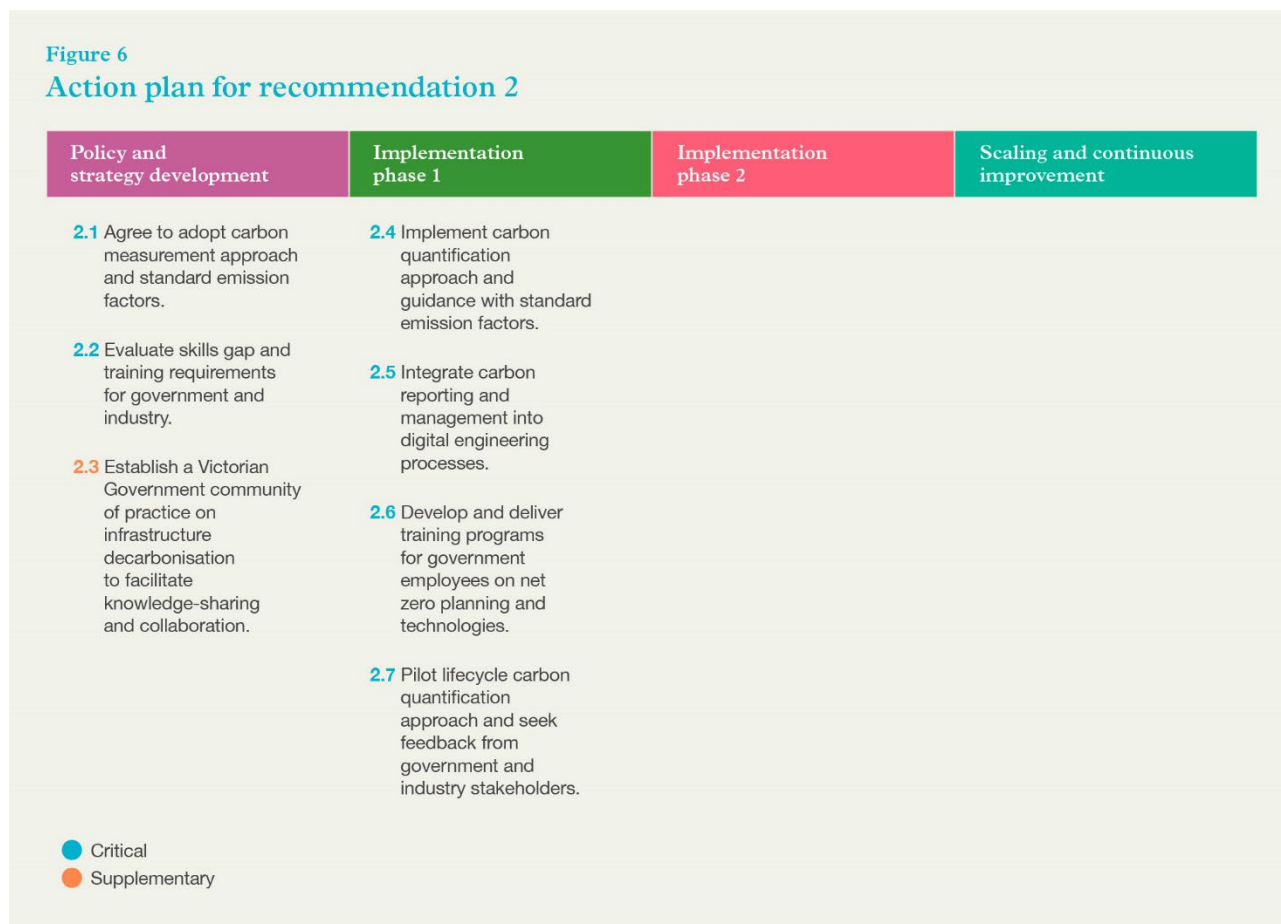 Figure 6
Action plan for recommendation 2
Policy and
strategy development
Implementation
phase 1
Implementation
phase 2
Scaling and continuous
improvement
2.1 Agree to adopt carbon
measurement approach
and standard emission
factors.
2.2 Evaluate skills gap and
training requirements
for government and
industry.
2.3 Establish a Victorian
Government community
of practice on
infrastructure
decarbonisation
to facilitate
knowledge-sharing
and collaboration.
2.4 Implement carbon
quantification
approach and
guidance with standard
emission factors.
2.5 Integrate carbon
reporting and
management into
digital engineering
processes.
2.6 Develop and deliver
training programs
for government
employees on net
zero planning and
technologies.
2.7 Pilot lifecycle carbon
quantification
approach and seek
feedback from
government and
industry stakeholders.
Critical
Supplementary